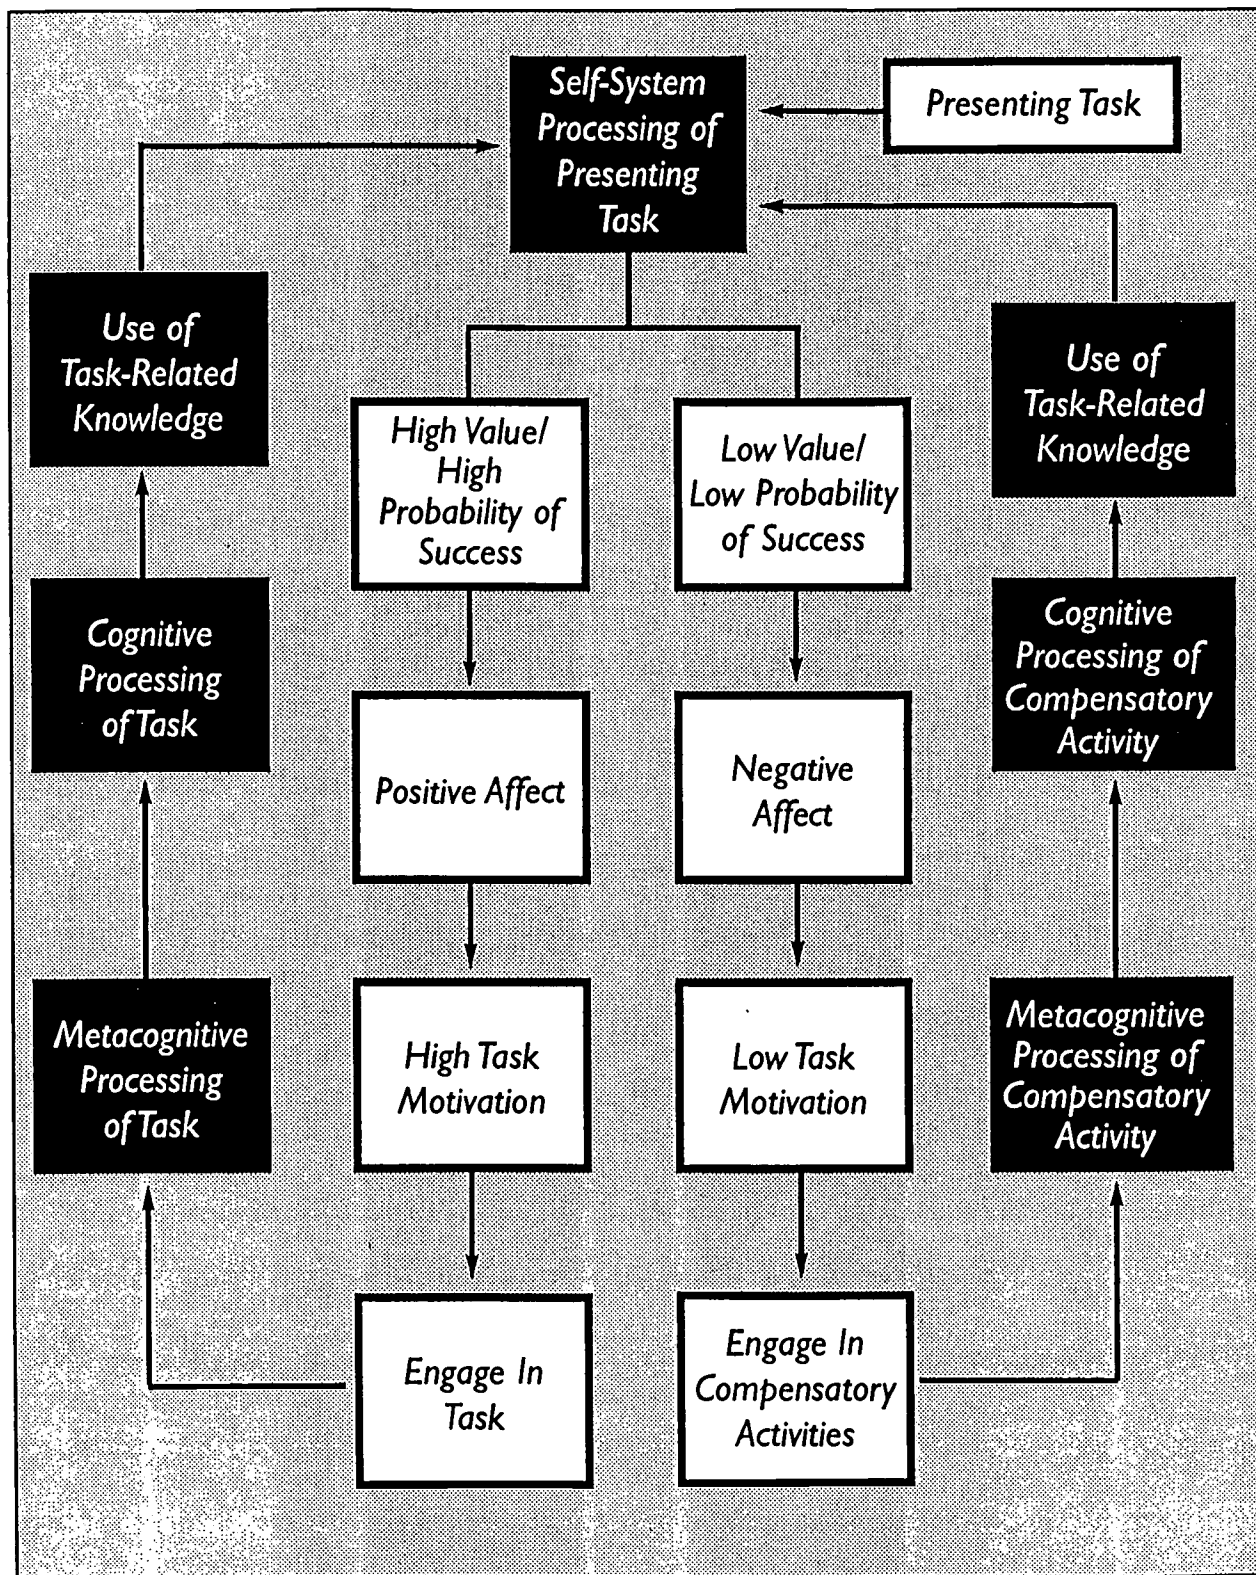 Self-System
Processing of
Presenting
Task
Presenting Task
Use of
Task-Related
Knowledge
High Value/
High
Probability of
Success
Low Value/
Low Probability
of Success
Use of
Task-Related
Knowledge
Cognitive
Processing
of Task
Positive Affect
Negative
Affect
Cognitive
Processing of
Compensatory
Activity
Metacognitive
Processing
of Task
High Task
Motivation
Low Task
Motivation
Metacognitive
Processing of
Compensatory
Activity
Engage In
Task
Engage In
Compensatory
Activities